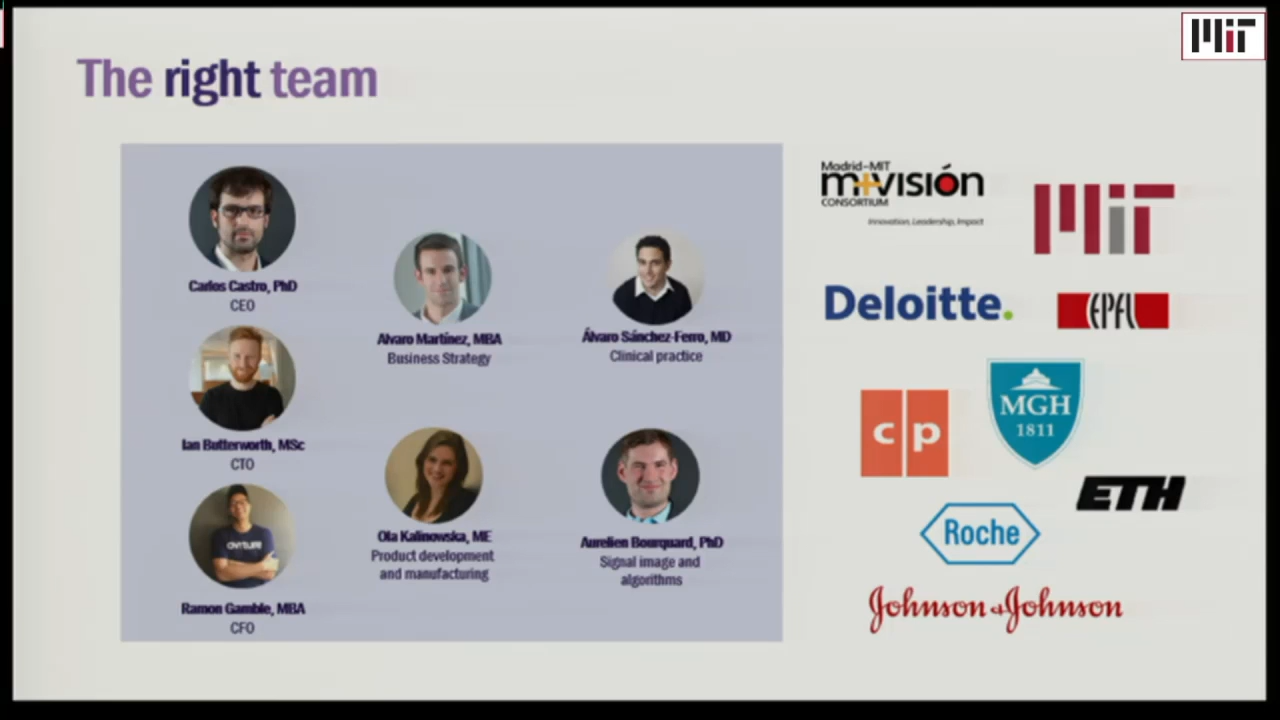 MIT
The right team
Carlos Castro, PhD
CEO
Ian Butterworth, MSc
CTO
Ramon Gamble, MBA
CFO
Alvaro Martínez, MBA
Business Strategy
Ola Kalinowska, ME
Product development
and manufacturing
Álvaro Sánchez-Ferro, MD
Clinical practice
Aurelien Bourquard, PhD
Signal image and
algorithms
Madrid-MIT
m+visión
CONSORTIUM
Innovation, Leadership, Impact
MIT
Deloitte.
EPFL
cp
MGH
1811
ETH
Roche
Johnson & Johnson